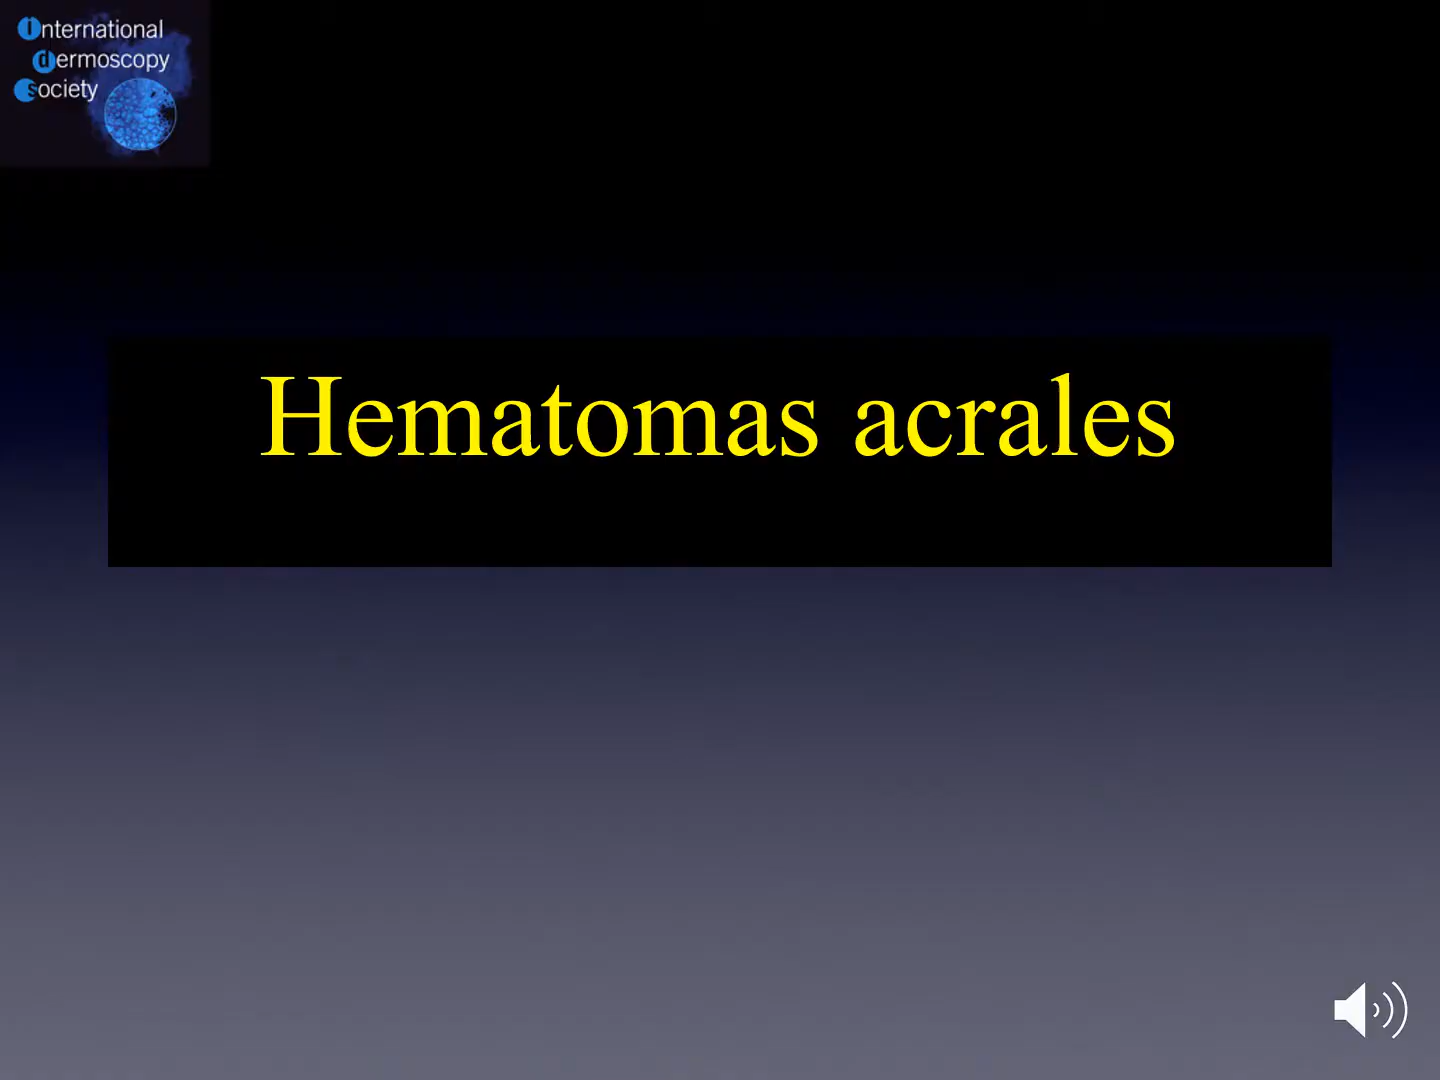 international
dermoscopy
society
Hematomas acrales